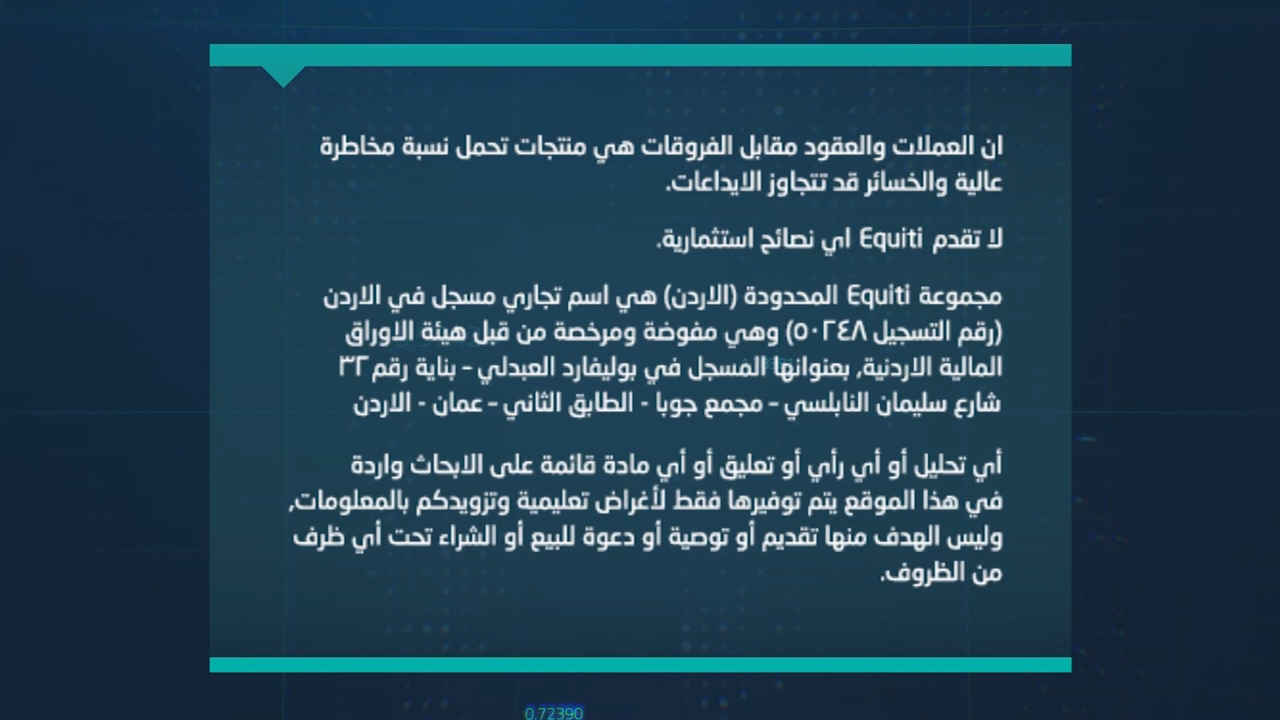 ان العملات والعقود مقابل الفروقات هي منتجات تحمل نسبة مخاطرة
عالية والخسائر قد تتجاوز الايداعات.
لا تقدم Equiti اي نصائح استثمارية.
مجموعة Equiti المحدودة (الاردن) هي اسم تجاري مسجل في الاردن
(رقم التسجيل ٥٠٢٤٨) وهي مفوضة ومرخصة من قبل هيئة الاوراق
المالية الاردنية, بعنوانها المسجل في بوليفارد العبدلي – بناية رقم ٣٢
شارع سليمان النابلسي – مجمع جوبا - الطابق الثاني – عمان - الاردن
أي تحليل أو أي رأي أو تعليق أو أي مادة قائمة على الابحاث واردة
في هذا الموقع يتم توفيرها فقط لأغراض تعليمية وتزويدكم بالمعلومات,
وليس الهدف منها تقديم أو توصية أو دعوة للبيع أو الشراء تحت أي ظرف
من الظروف.
0.72390